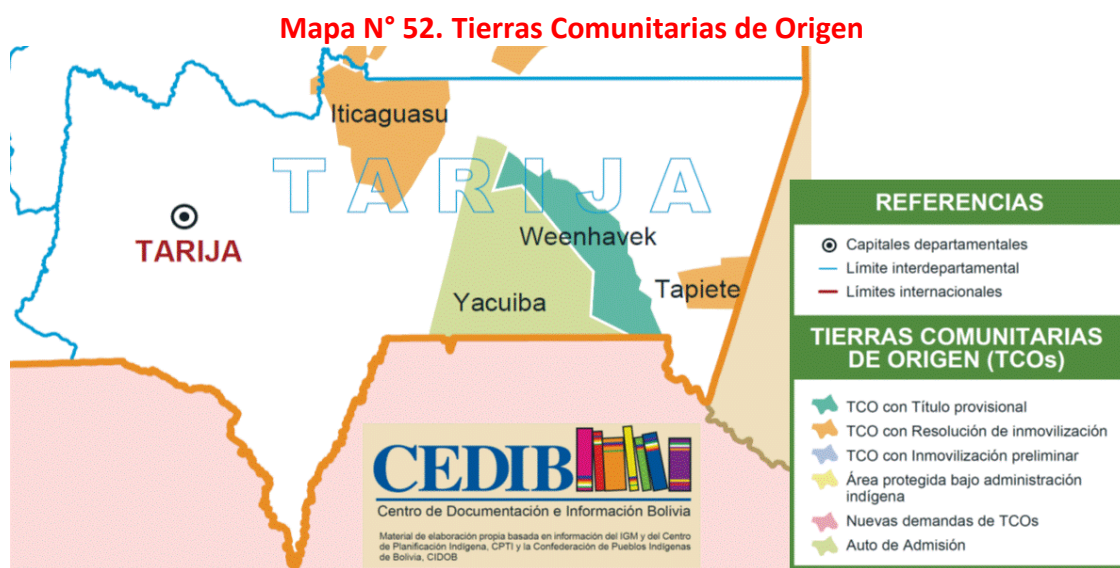 Mapa N° 52. Tierras Comunitarias de Origen
Iticaguasu
TARIJA
TARIJA
Weenhavek
Tapiete
Yacuiba
REFERENCIAS
Capitales departamentales
Límite interdepartamental
Límites internacionales
TIERRAS COMUNITARIAS
DE ORIGEN (TCOs)
TCO con Título provisional
TCO con Resolución de inmovilización
TCO con Inmovilización preliminar
Área protegida bajo administración
indígena
Nuevas demandas de TCOs
Auto de Admisión
CEDIB
Centro de Documentación e Información Bolivia
Material de elaboración propia basada en información del IGM y del Centro
de Planificación Indígena, CPTI y la Confederación de Pueblos Indígenas
de Bolivia, CIDOB